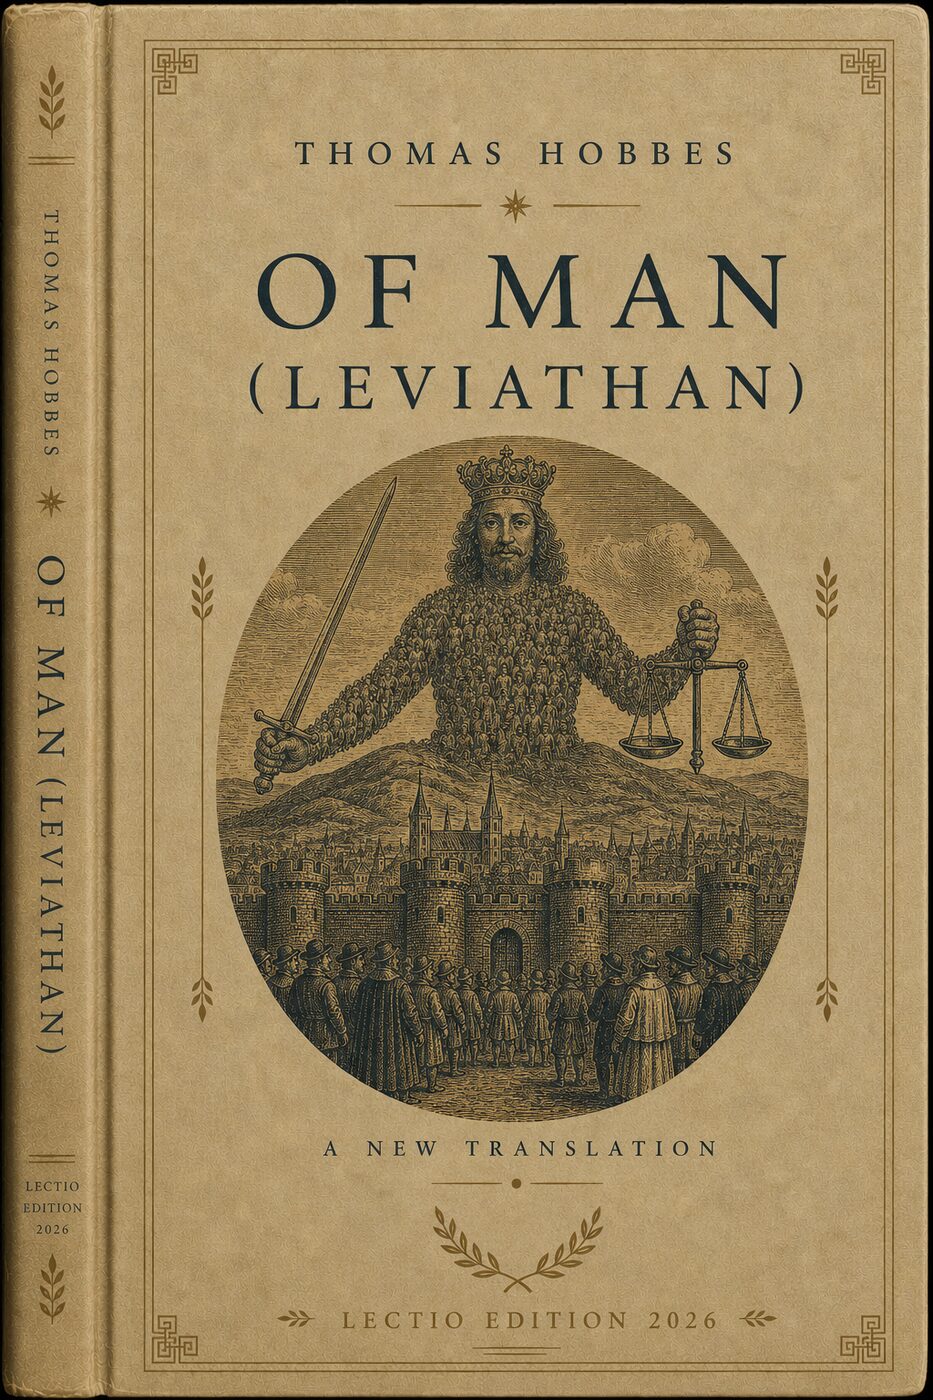 THOMAS HOBBES
OF MAN
(LEVIATHAN)
A NEW TRANSLATION
LECTIO EDITION 2026
THOMAS HOBBES
OF MAN (LEVIATHAN)
LECTIO
EDITION
2026